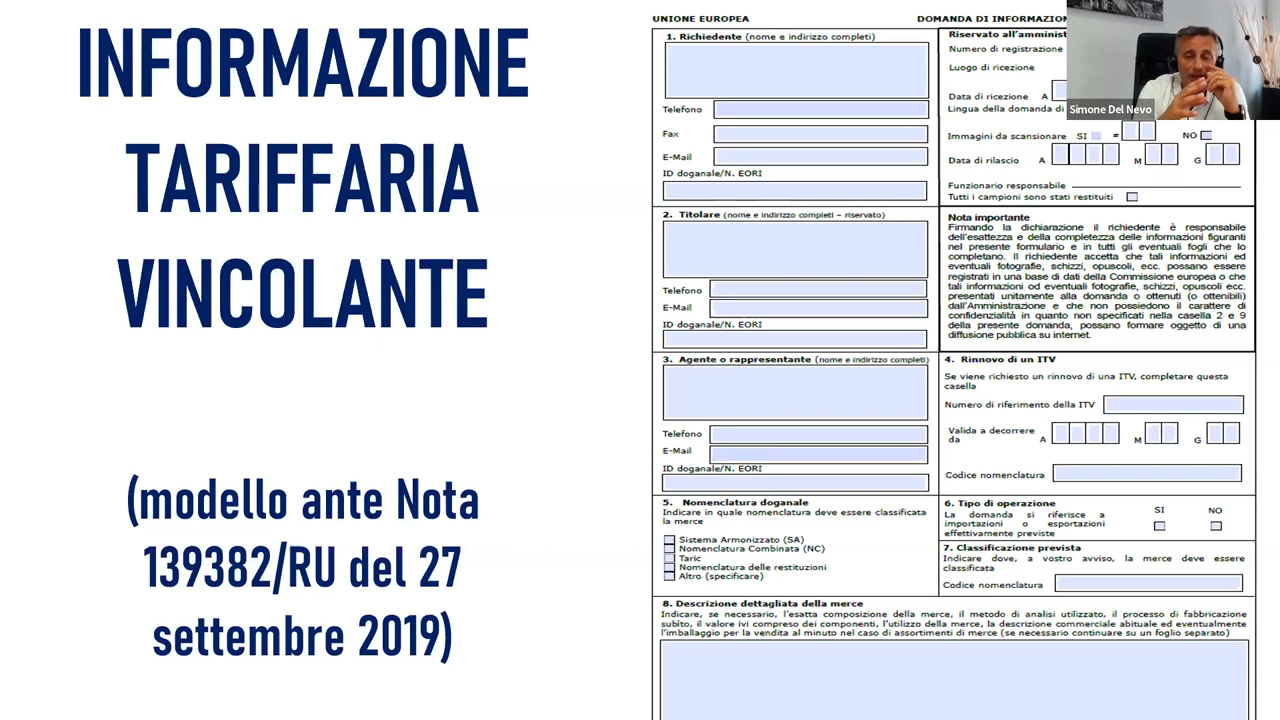 INFORMAZIONE
TARIFFARIA
VINCOLANTE
(modello ante Nota
139382/RU del 27
settembre 2019)
UNIONE EUROPEA
DOMANDA DI
1. Richiedente (nome e indirizzo completi)
Telefono
Fax
E-Mail
ID doganale/N. EORI
Riservato
Numero di registrazione
Luogo di ricezione
Data di ricezione A
Lingua della domanda di
Simone Del Nevo
Immagini da scansionare SI # NO
Data di rilascio A M G
Funzionario responsabile
Tutti i campioni sono stati restituiti
2. Titolare (nome e indirizzo completi – riservato)
Telefono
E-Mail
ID doganale/N. EORI
Nota importante
Firmando la dichiarazione il richiedente è responsabile
dell'esattezza e della completezza delle informazioni figuranti
nel presente formulario e in tutti gli eventuali fogli che lo
completano. Il richiedente accetta che tali informazioni ed
eventuali fotografie, schizzi, opuscoli, ecc. possano essere
registrati in una base di dati della Commissione europea o che
tali informazioni od eventuali fotografie, schizzi, opuscoli ecc.
presentati unitamente alla domanda o ottenuti (o ottenibili)
dall'Amministrazione e che non possiedono il carattere di
confidenzialità in quanto non specificati nella casella 2 e 9
della presente domanda, possano formare oggetto di una
diffusione pubblica su internet.
3. Agente o rappresentante (nome e indirizzo completi)
Telefono
E-Mail
ID doganale/N. EORI
4. Rinnovo di un ITV
Se viene richiesto un rinnovo di una ITV, completare questa
casella
Numero di riferimento della ITV
Valida a decorrere
da A M G
Codice nomenclatura
5. Nomenclatura doganale
Indicare in quale nomenclatura deve essere classificata
la merce
Sistema Armonizzato (SA)
Nomenclatura Combinata (NC)
Taric
Nomenclatura delle restituzioni
Altro (specificare)
6. Tipo di operazione
La domanda si riferisce a
importazioni o esportazioni
effettivamente previste
SI NO
7. Classificazione prevista
Indicare dove, a vostro avviso, la merce deve essere
classificata
Codice nomenclatura
8. Descrizione dettagliata della merce
Indicare, se necessario, l'esatta composizione della merce, il metodo di analisi utilizzato, il processo di fabbricazione
subito, il valore ivi compreso dei componenti, l'utilizzo della merce, la descrizione commerciale abituale ed eventualmente
l'imballaggio per la vendita al minuto nel caso di assortimenti di merce (se necessario continuare su un foglio separato)